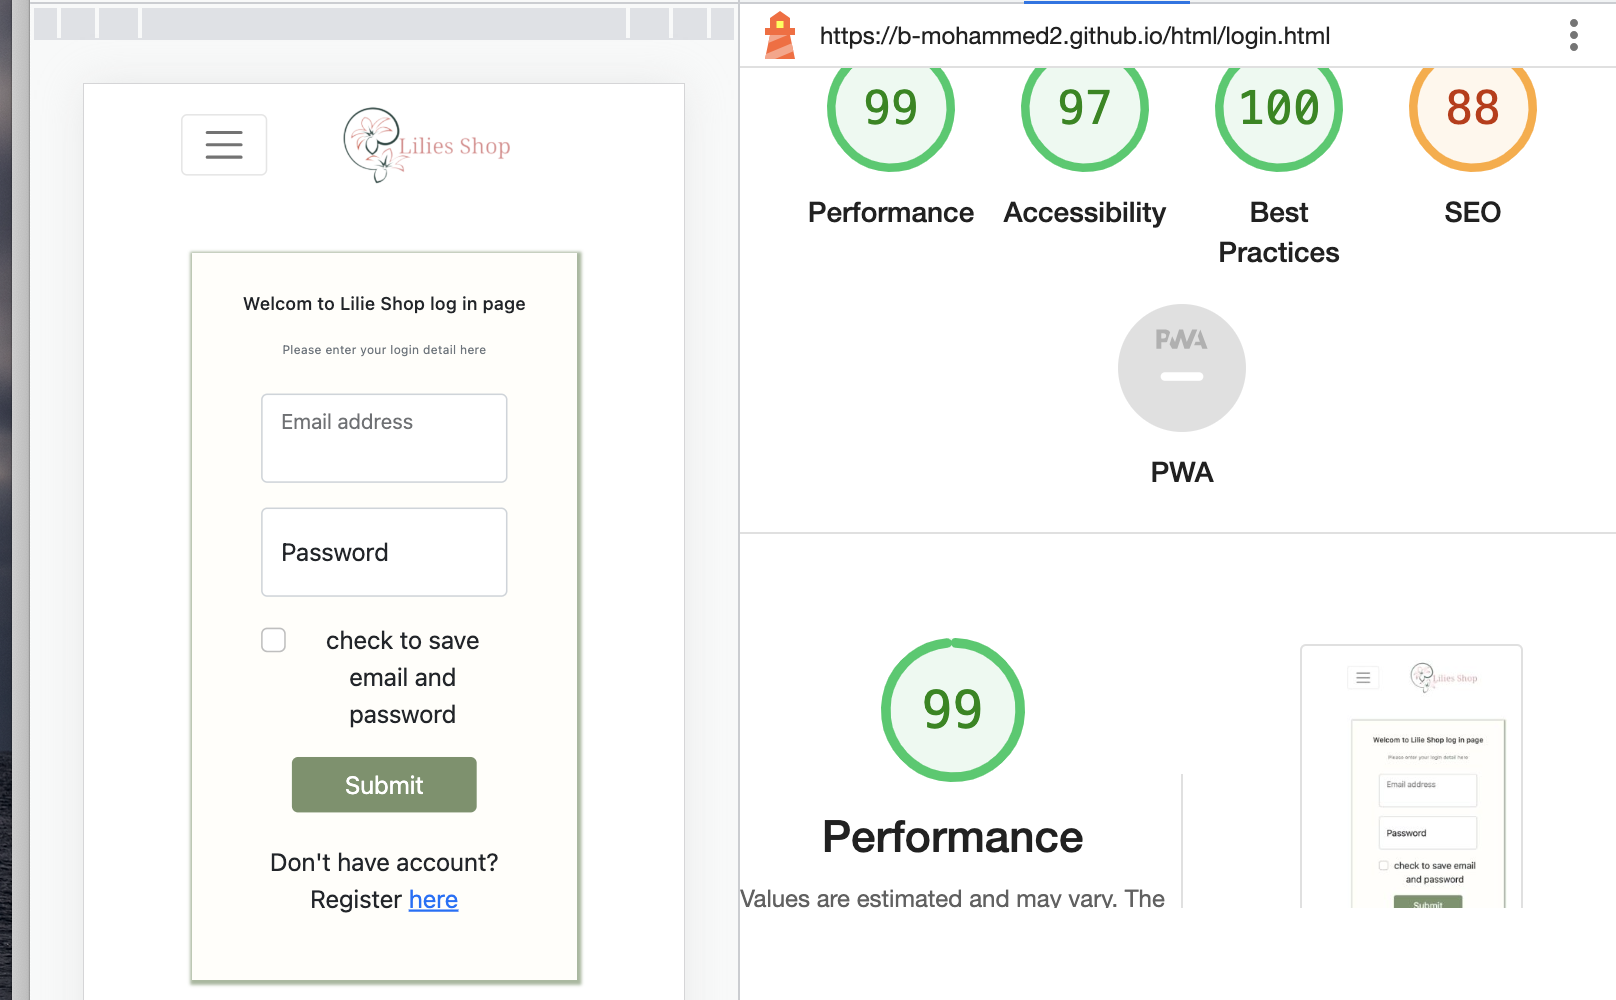 Lilies Shop
Welcom to Lilie Shop log in page
Please enter your login detail here
Email address
Password
check to save
email and
password
Submit
Don't have account?
Register here
https://b-mohammed2.github.io/html/login.html
99
97
100
88
Performance
Accessibility
Best
Practices
SEO
PWA
PWA
99
Performance
Values are estimated and may vary. The
Lilies Shop
Welcom to Lilie Shop log in page
Please enter your login detail here
Email address
Password
check to save email
and password
Submit